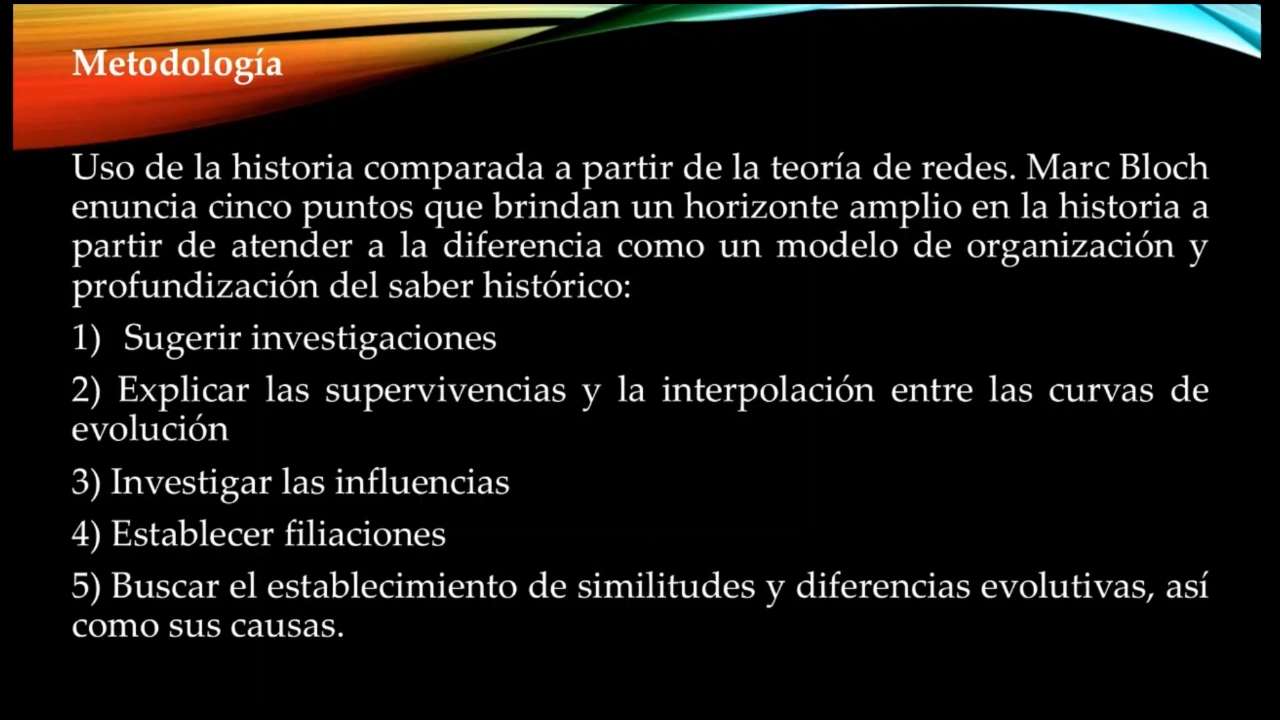 Metodología
Uso de la historia comparada a partir de la teoría de redes. Marc Bloch
enuncia cinco puntos que brindan un horizonte amplio en la historia a
partir de atender a la diferencia como un modelo de organización y
profundización del saber histórico:
1) Sugerir investigaciones
2) Explicar las supervivencias y la interpolación entre las curvas de
evolución
3) Investigar las influencias
4) Establecer filiaciones
5) Buscar el establecimiento de similitudes y diferencias evolutivas, así
como sus causas.